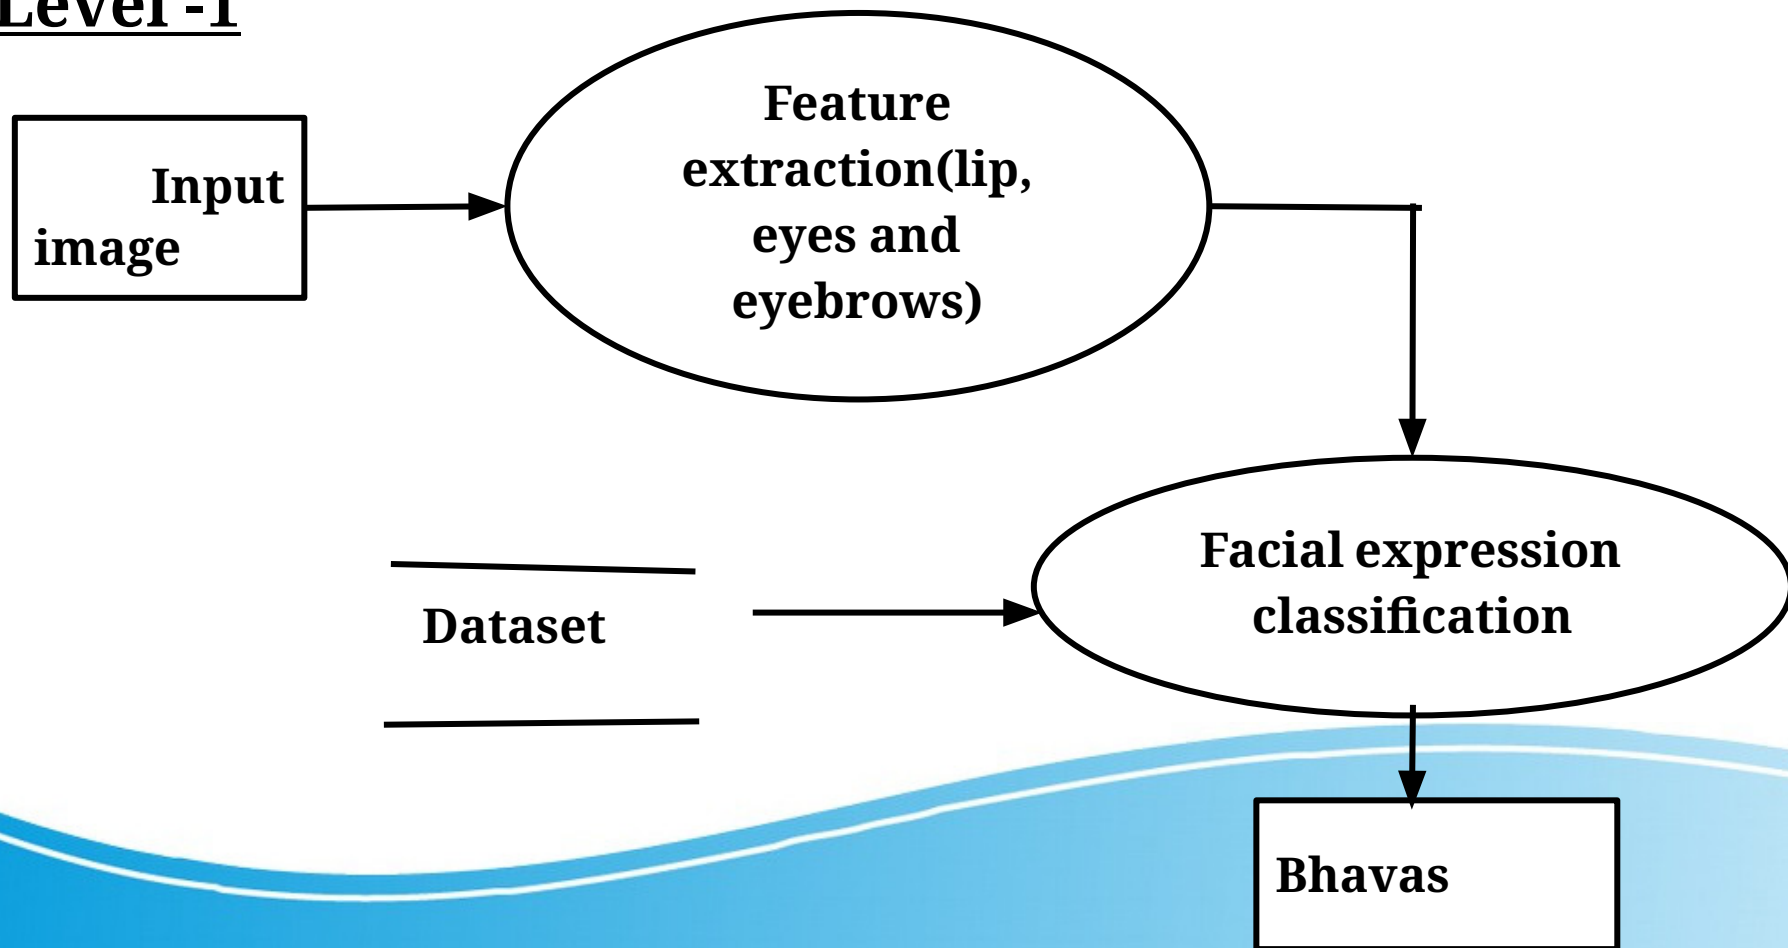 Level -1
Feature
extraction(lip,
eyes and
eyebrows)
Input
image
Facial expression
classification
Dataset
Bhavas